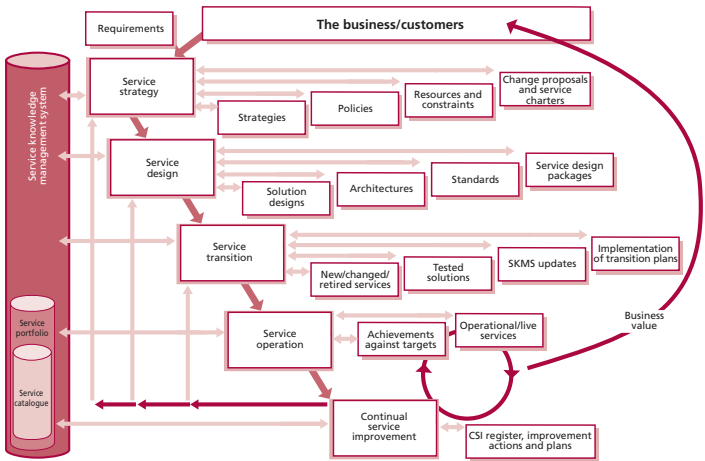 The business/customers
Requirements
Service
strategy
Strategies
Policies
Resources and
constraints
Change proposals
and service
charters
Service knowledge
management system
Service
design
Solution
designs
Architectures
Standards
Service design
packages
Service
transition
New/changed/
retired services
Tested
solutions
SKMS updates
Implementation
of transition plans
Service
portfolio
Service
catalogue
Service
operation
Achievements
against targets
Operational/live
services
Business
value
Continual
service
improvement
CSI register, improvement
actions and plans